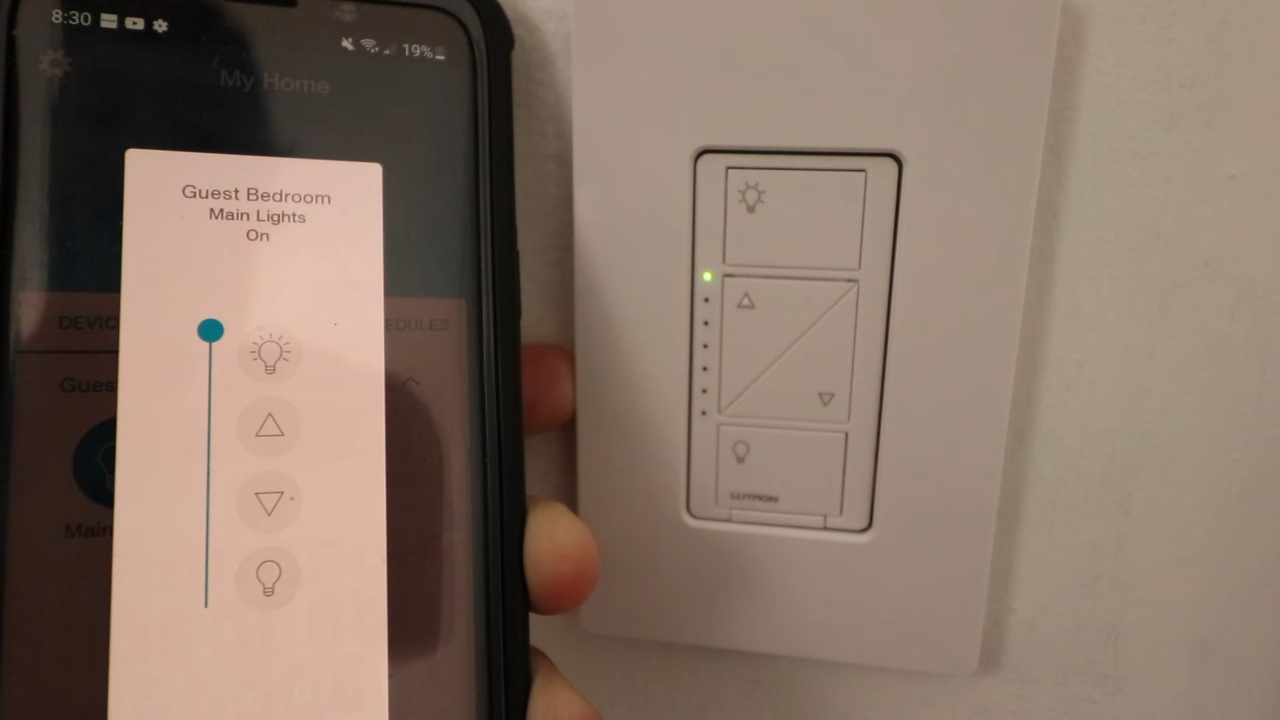 8:30
19%
My Home
Guest Bedroom
Main Lights
On
DEVIC
EDULES
Gues
Main
LUTRON